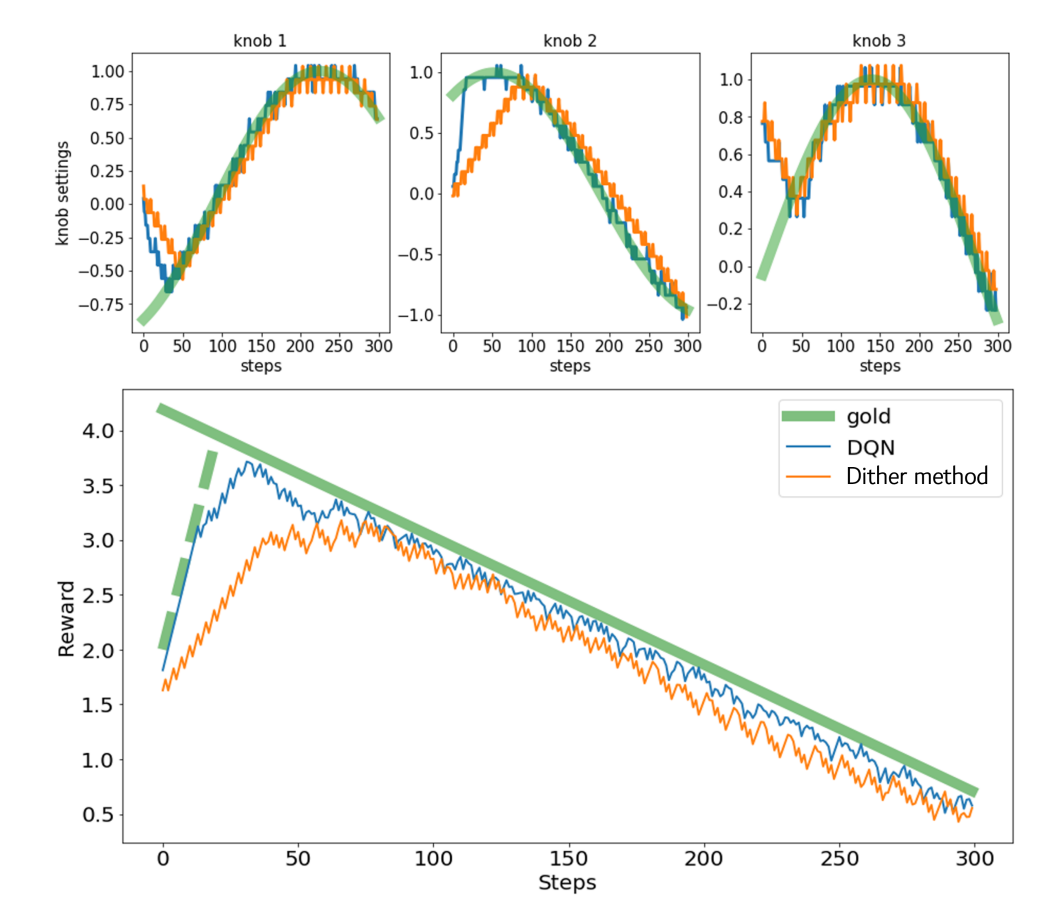 knob 1
knob 2
knob 3
knob settings
1.00
0.75
0.50
0.25
0.00
−0.25
−0.50
−0.75
0 50 100 150 200 250 300
steps
1.0
0.5
0.0
−0.5
−1.0
0 50 100 150 200 250 300
steps
1.0
0.8
0.6
0.4
0.2
0.0
−0.2
0 50 100 150 200 250 300
steps
gold
DQN
Dither method
Reward
4.0
3.5
3.0
2.5
2.0
1.5
1.0
0.5
0 50 100 150 200 250 300
Steps